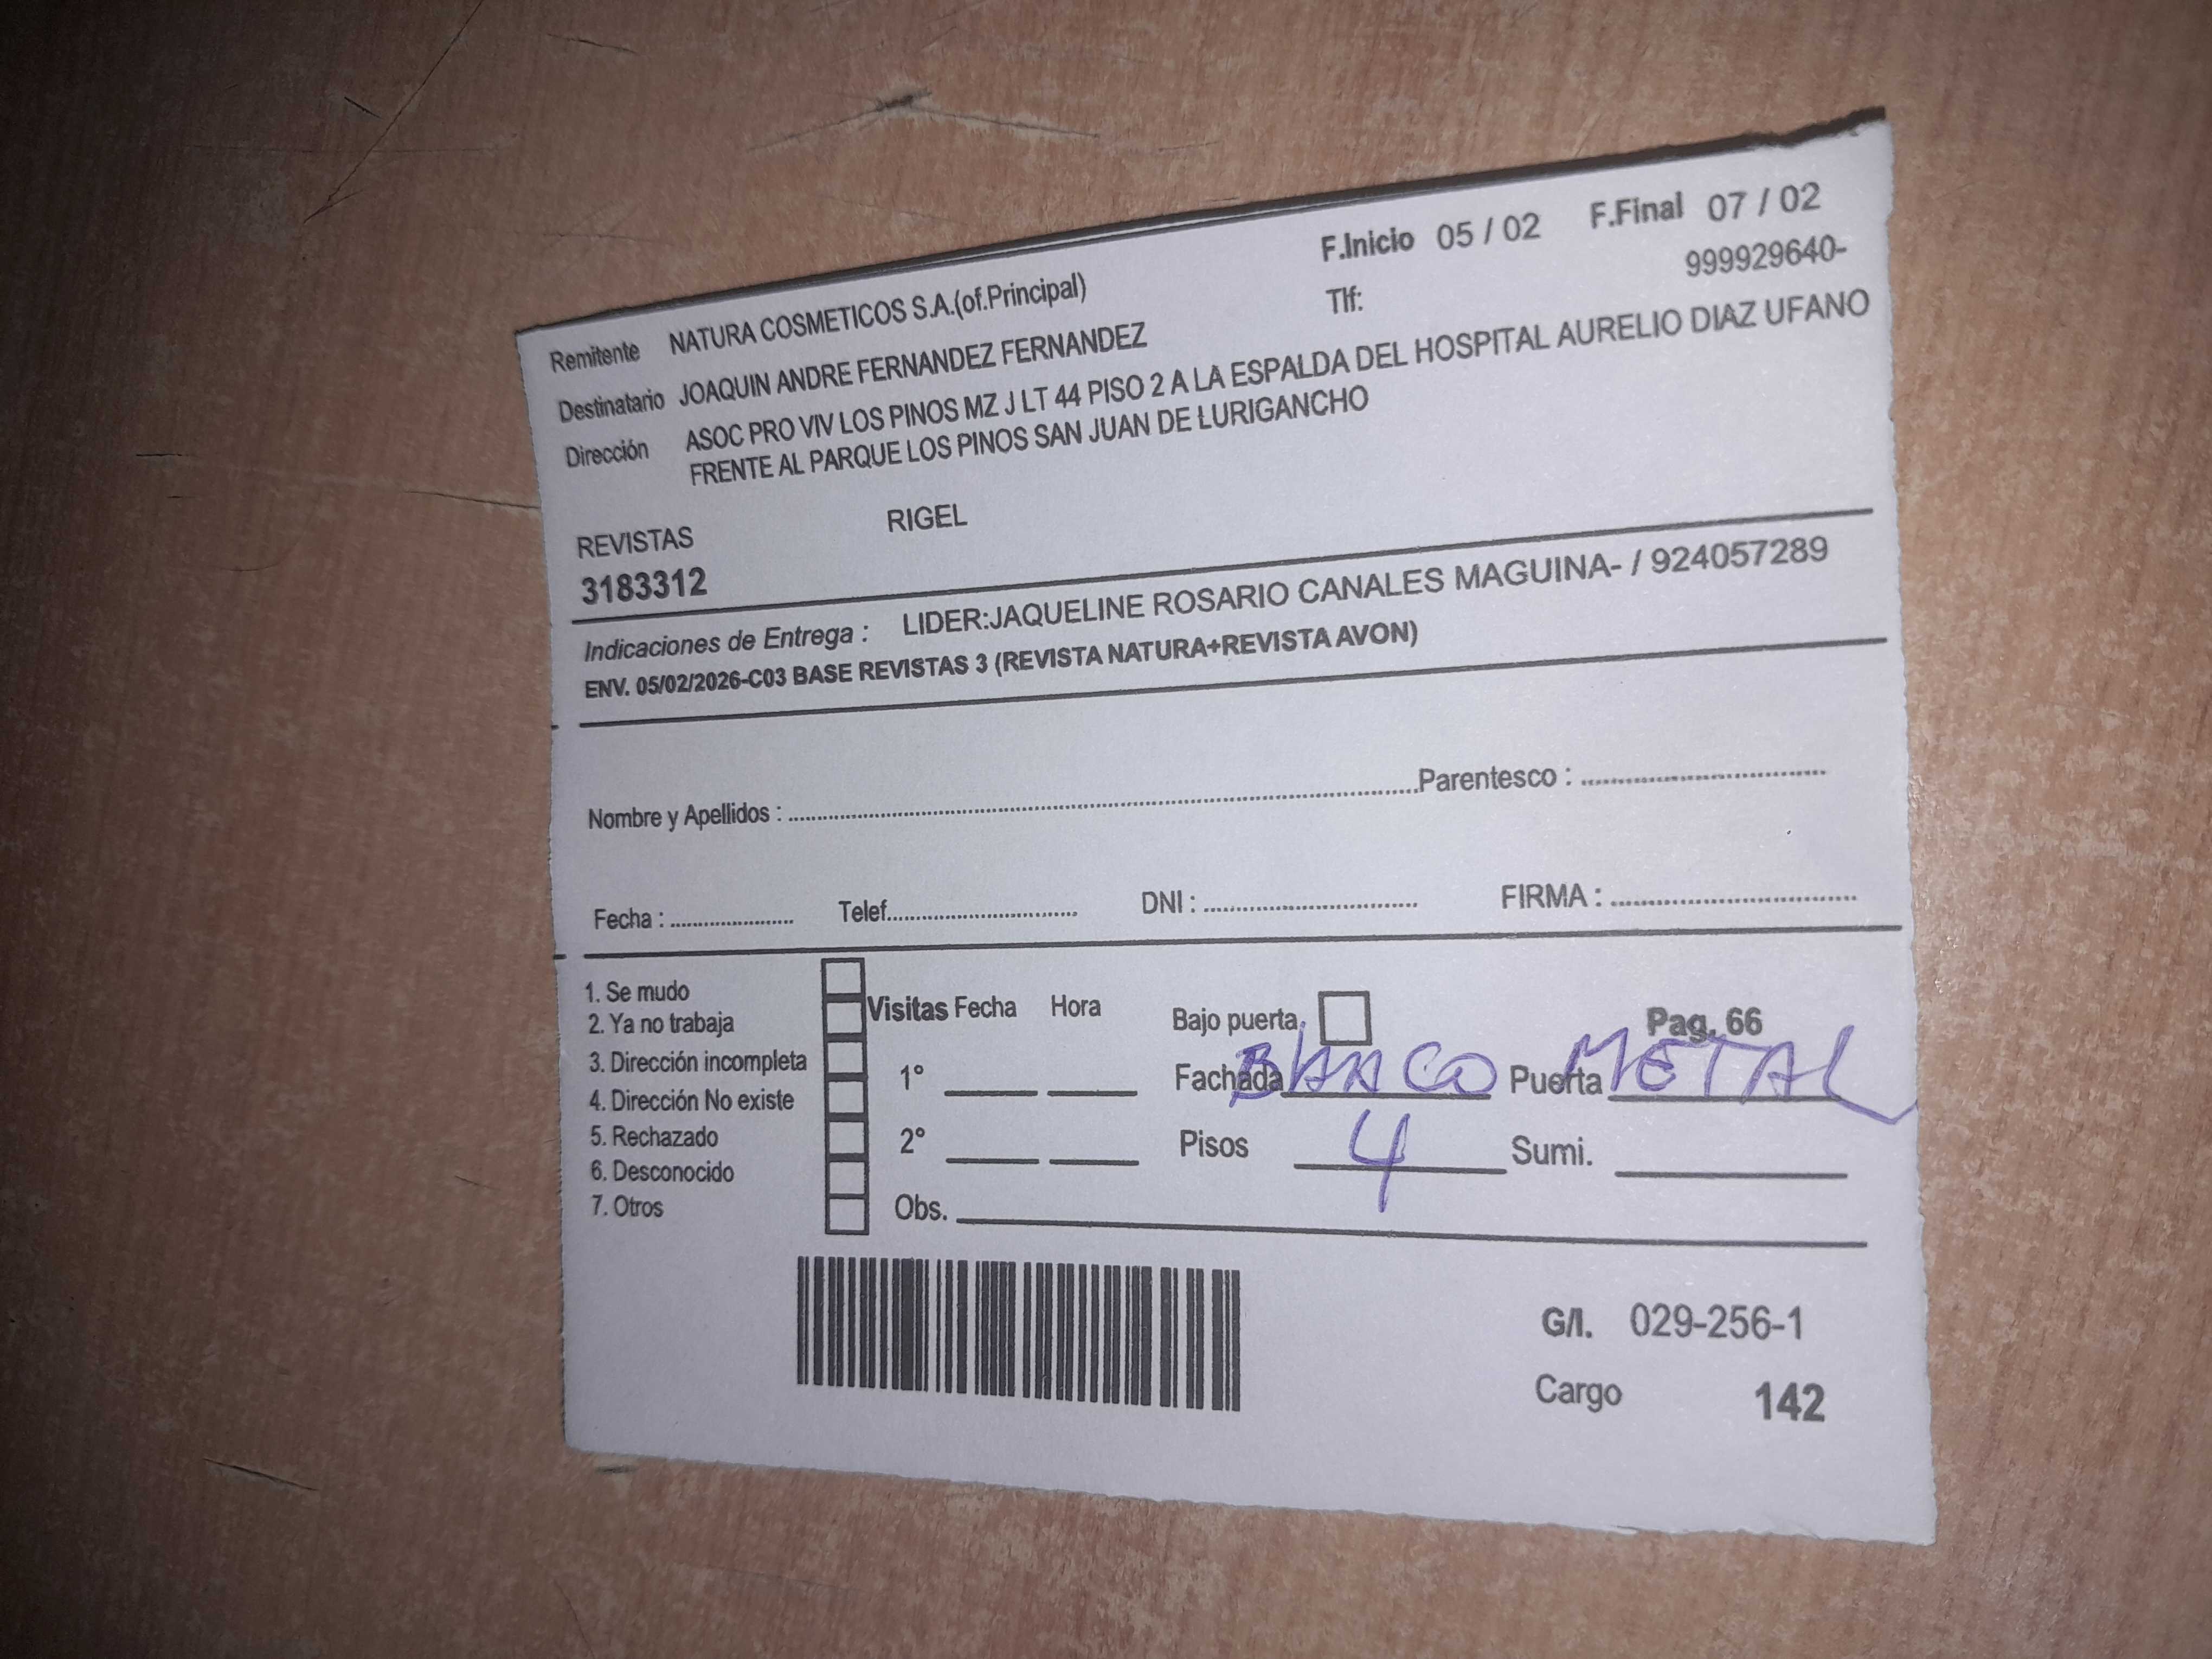 F.Inicio 05 / 02 F.Final 07 / 02
Remitente NATURA COSMETICOS S.A.(of.Principal) Tlf: 999929640-
Destinatario JOAQUIN ANDRE FERNANDEZ FERNANDEZ
Dirección ASOC PRO VIV LOS PINOS MZ J LT 44 PISO 2 A LA ESPALDA DEL HOSPITAL AURELIO DIAZ UFANO
FRENTE AL PARQUE LOS PINOS SAN JUAN DE LURIGANCHO
REVISTAS RIGEL
3183312
Indicaciones de Entrega : LIDER:JAQUELINE ROSARIO CANALES MAGUINA- / 924057289
ENV. 05/02/2026-C03 BASE REVISTAS 3 (REVISTA NATURA+REVISTA AVON)
Nombre y Apellidos : Parentesco :
Fecha : Telef. DNI : FIRMA :
1. Se mudo
2. Ya no trabaja
3. Dirección incompleta
4. Dirección No existe
5. Rechazado
6. Desconocido
7. Otros
Visitas Fecha Hora
1°
2°
Obs.
Bajo puerta Pag. 66
Fachada BLANCO Puerta METAL
Pisos 4 Sumi.
G/I. 029-256-1
Cargo 142